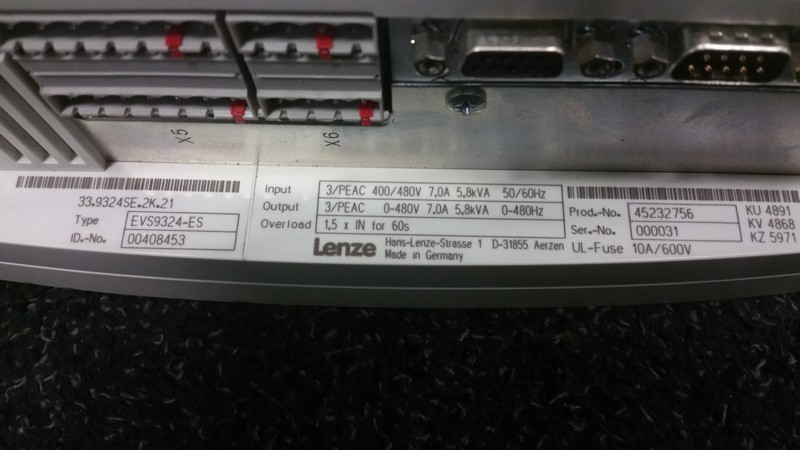 X5
X6
33.9324SE.2K.21
Type EVS9324-ES
ID.-No. 00408453
Input 3/PEAC 400/480V 7.0A 5.8kVA 50/60Hz
Output 3/PEAC 0-480V 7.0A 5.8kVA 0-480Hz
Overload 1,5 x IN for 60s
Lenze Hans-Lenze-Strasse 1 D-31855 Aerzen
Made in Germany
Prod.-No. 45232756
Ser.-No. 000031
UL-Fuse 10A/600V
KU 4891
KV 4868
KZ 5971